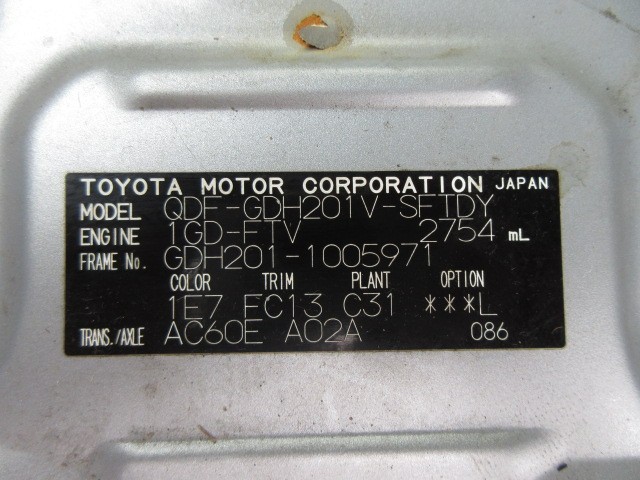 TOYOTA MOTOR CORPORATION JAPAN
MODEL QDF-GDH201V-SFTDY
ENGINE 1GD-FTV 2754 mL
FRAME No. GDH201-1005971
COLOR TRIM PLANT OPTION
1E7 FC13 C31 ***L
TRANS./AXLE AC60E A02A 086